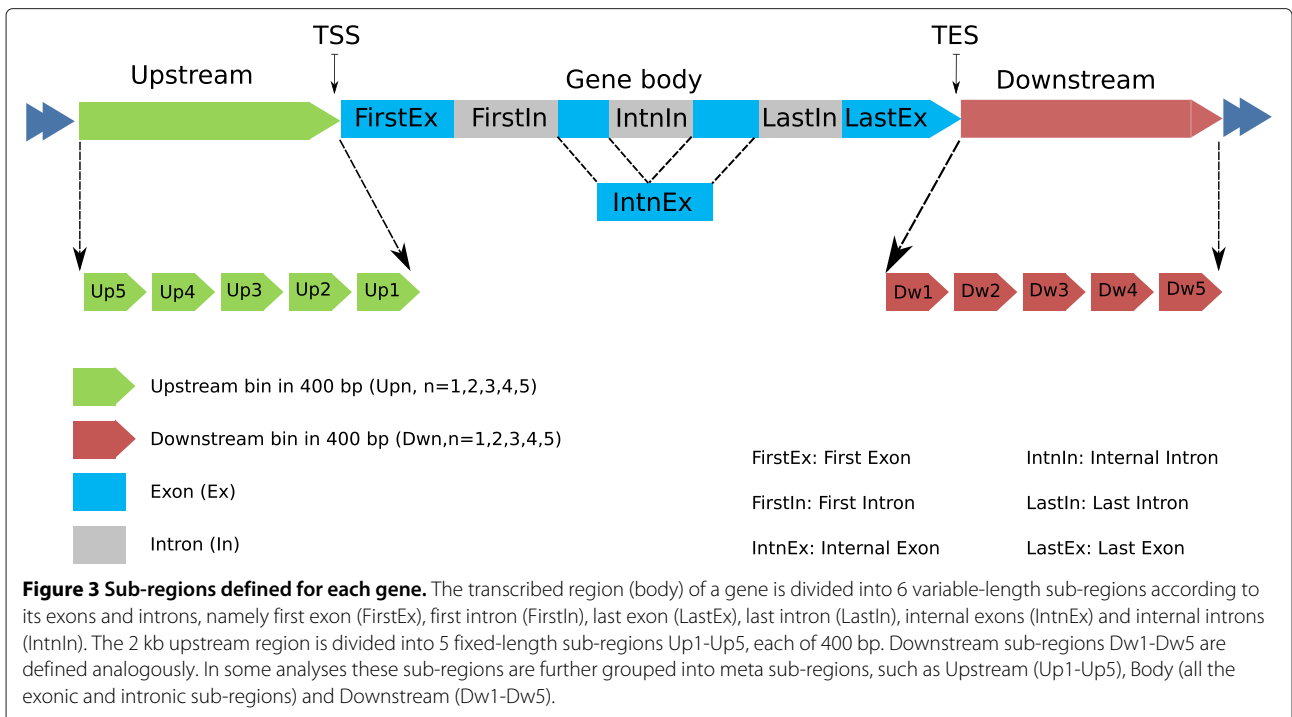 TSS
TES
Upstream
Gene body
Downstream
FirstEx
FirstIn
IntnIn
LastIn
LastEx
IntnEx
Up5
Up4
Up3
Up2
Up1
Dw1
Dw2
Dw3
Dw4
Dw5
Upstream bin in 400 bp (Upn, n=1,2,3,4,5)
Downstream bin in 400 bp (Dwn,n=1,2,3,4,5)
Exon (Ex)
Intron (In)
FirstEx: First Exon
IntnIn: Internal Intron
FirstIn: First Intron
LastIn: Last Intron
IntnEx: Internal Exon
LastEx: Last Exon
Figure 3 Sub-regions defined for each gene. The transcribed region (body) of a gene is divided into 6 variable-length sub-regions according to
its exons and introns, namely first exon (FirstEx), first intron (FirstIn), last exon (LastEx), last intron (LastIn), internal exons (IntnEx) and internal introns
(IntnIn). The 2 kb upstream region is divided into 5 fixed-length sub-regions Up1-Up5, each of 400 bp. Downstream sub-regions Dw1-Dw5 are
defined analogously. In some analyses these sub-regions are further grouped into meta sub-regions, such as Upstream (Up1-Up5), Body (all the
exonic and intronic sub-regions) and Downstream (Dw1-Dw5).